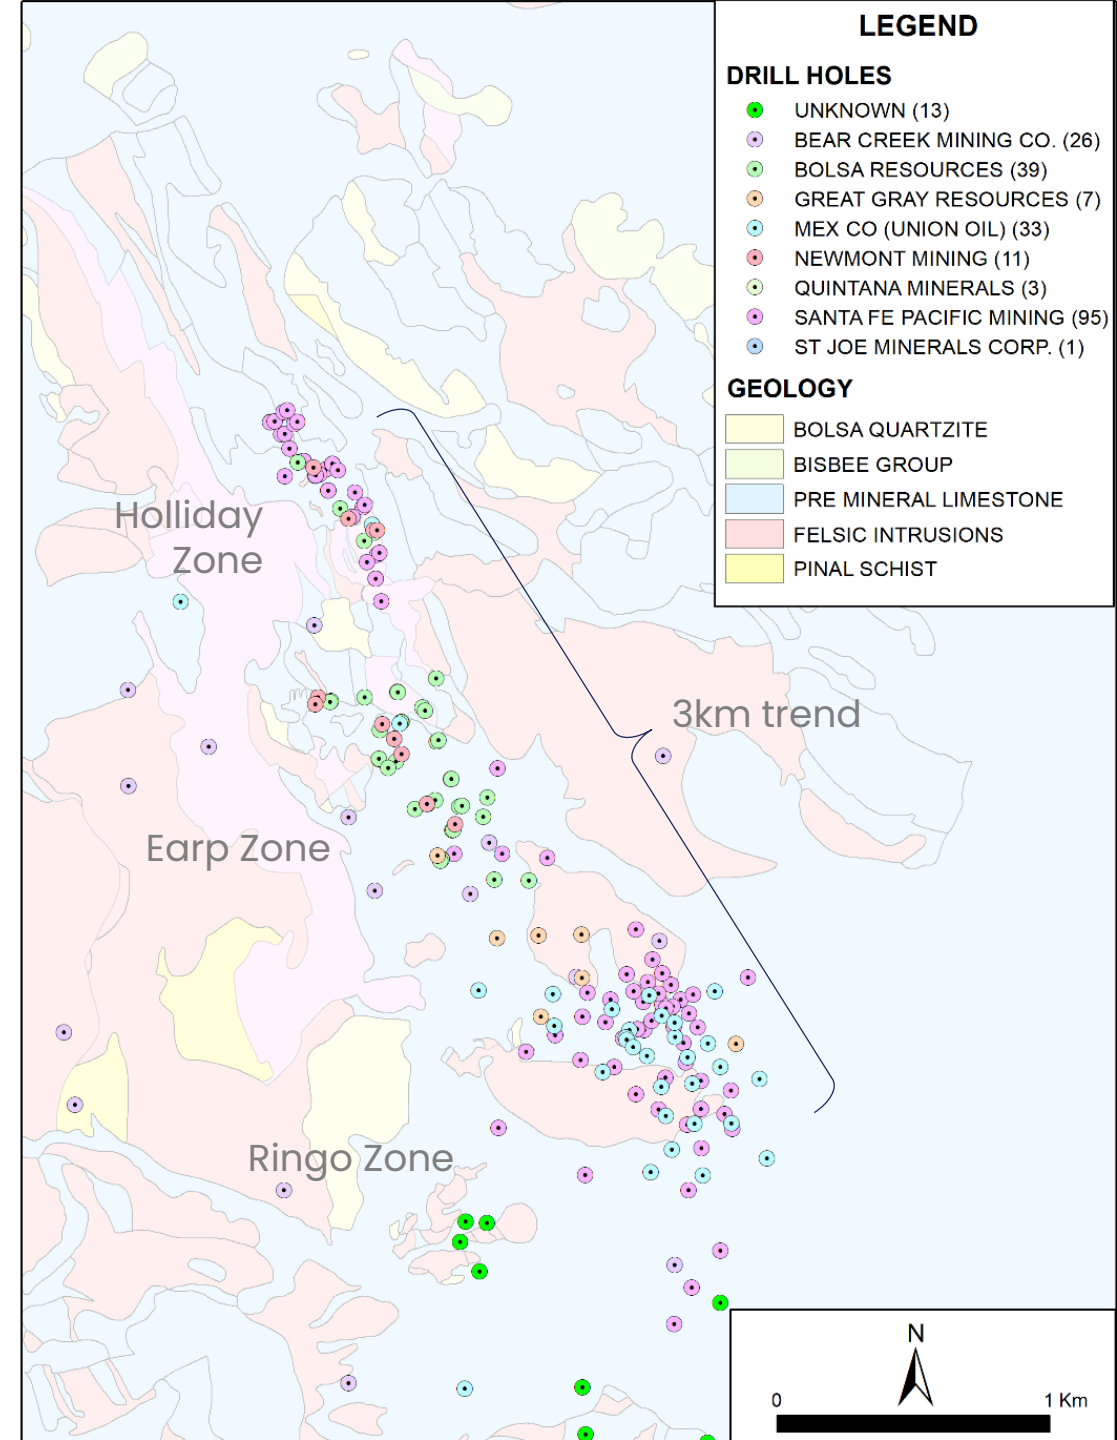 LEGEND
DRILL HOLES
UNKNOWN (13)
BEAR CREEK MINING CO. (26)
BOLSA RESOURCES (39)
GREAT GRAY RESOURCES (7)
MEX CO (UNION OIL) (33)
NEWMONT MINING (11)
QUINTANA MINERALS (3)
SANTA FE PACIFIC MINING (95)
ST JOE MINERALS CORP. (1)
GEOLOGY
BOLSA QUARTZITE
BISBEE GROUP
PRE MINERAL LIMESTONE
FELSIC INTRUSIONS
PINAL SCHIST
Holliday
Zone
3km trend
Earp Zone
Ringo Zone
N
0 1 Km